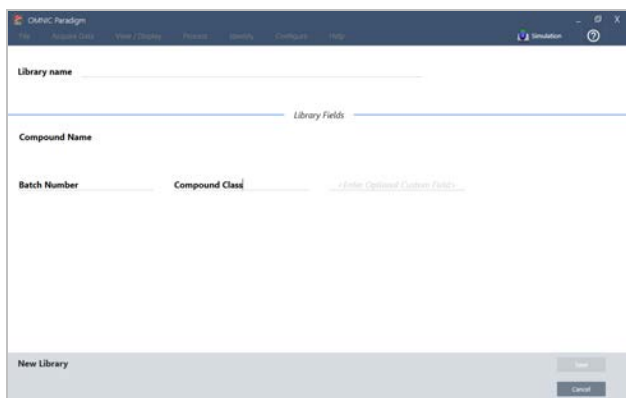 OMNIC Paradigm
File Acquire Data View / Display Process Identify Configure Help Simulation
Library name
Library Fields
Compound Name
Batch Number Compound Class <Enter Optional Custom Field>
New Library
Save
Cancel